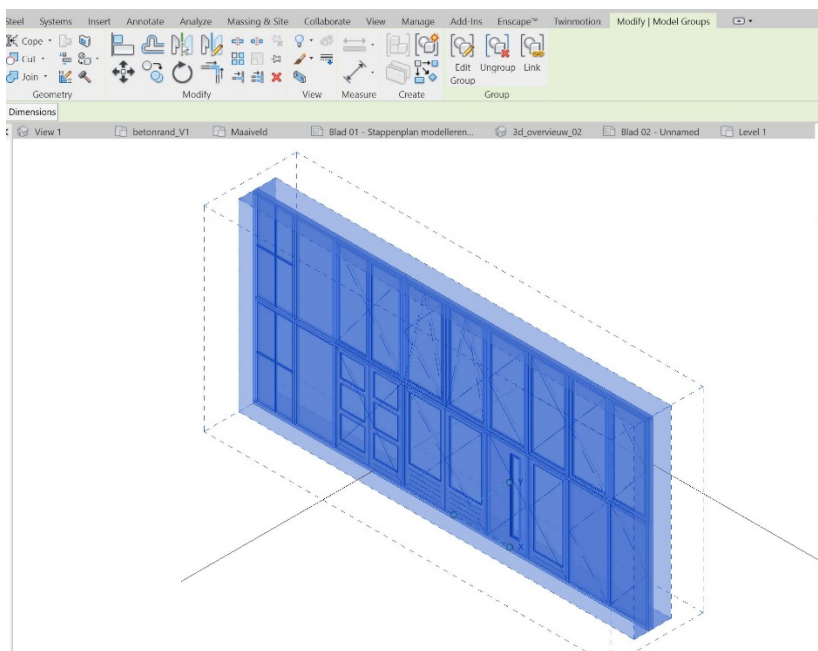 Steel Systems Insert Annotate Analyze Massing & Site Collaborate View Manage Add-Ins Enscape™ Twinmotion Modify | Model Groups
Cope
Cut
Join
Geometry
Modify
View
Measure
Create
Edit Group
Ungroup
Link
Group
Dimensions
View 1 betonrand_V1 Maaiveld Blad 01 - Stappenplan modelleren... 3d_overvieuw_02 Blad 02 - Unnamed Level 1
Y
X